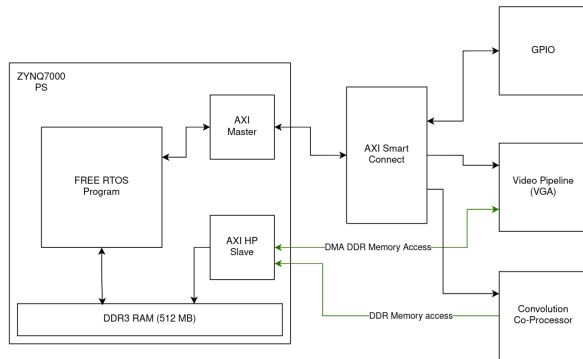 ZYNQ7000
PS
FREE RTOS
Program
AXI
Master
AXI HP
Slave
DDR3 RAM (512 MB)
AXI Smart
Connect
GPIO
Video Pipeline
(VGA)
DMA DDR Memory Access
DDR Memory access
Convolution
Co-Processor